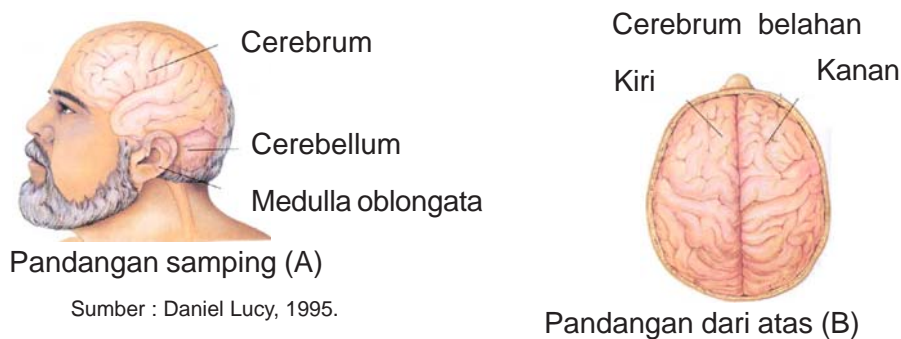 Cerebrum
Cerebellum
Medulla oblongata
Pandangan samping (A)
Sumber : Daniel Lucy, 1995.
Cerebrum belahan
Kiri
Kanan
Pandangan dari atas (B)